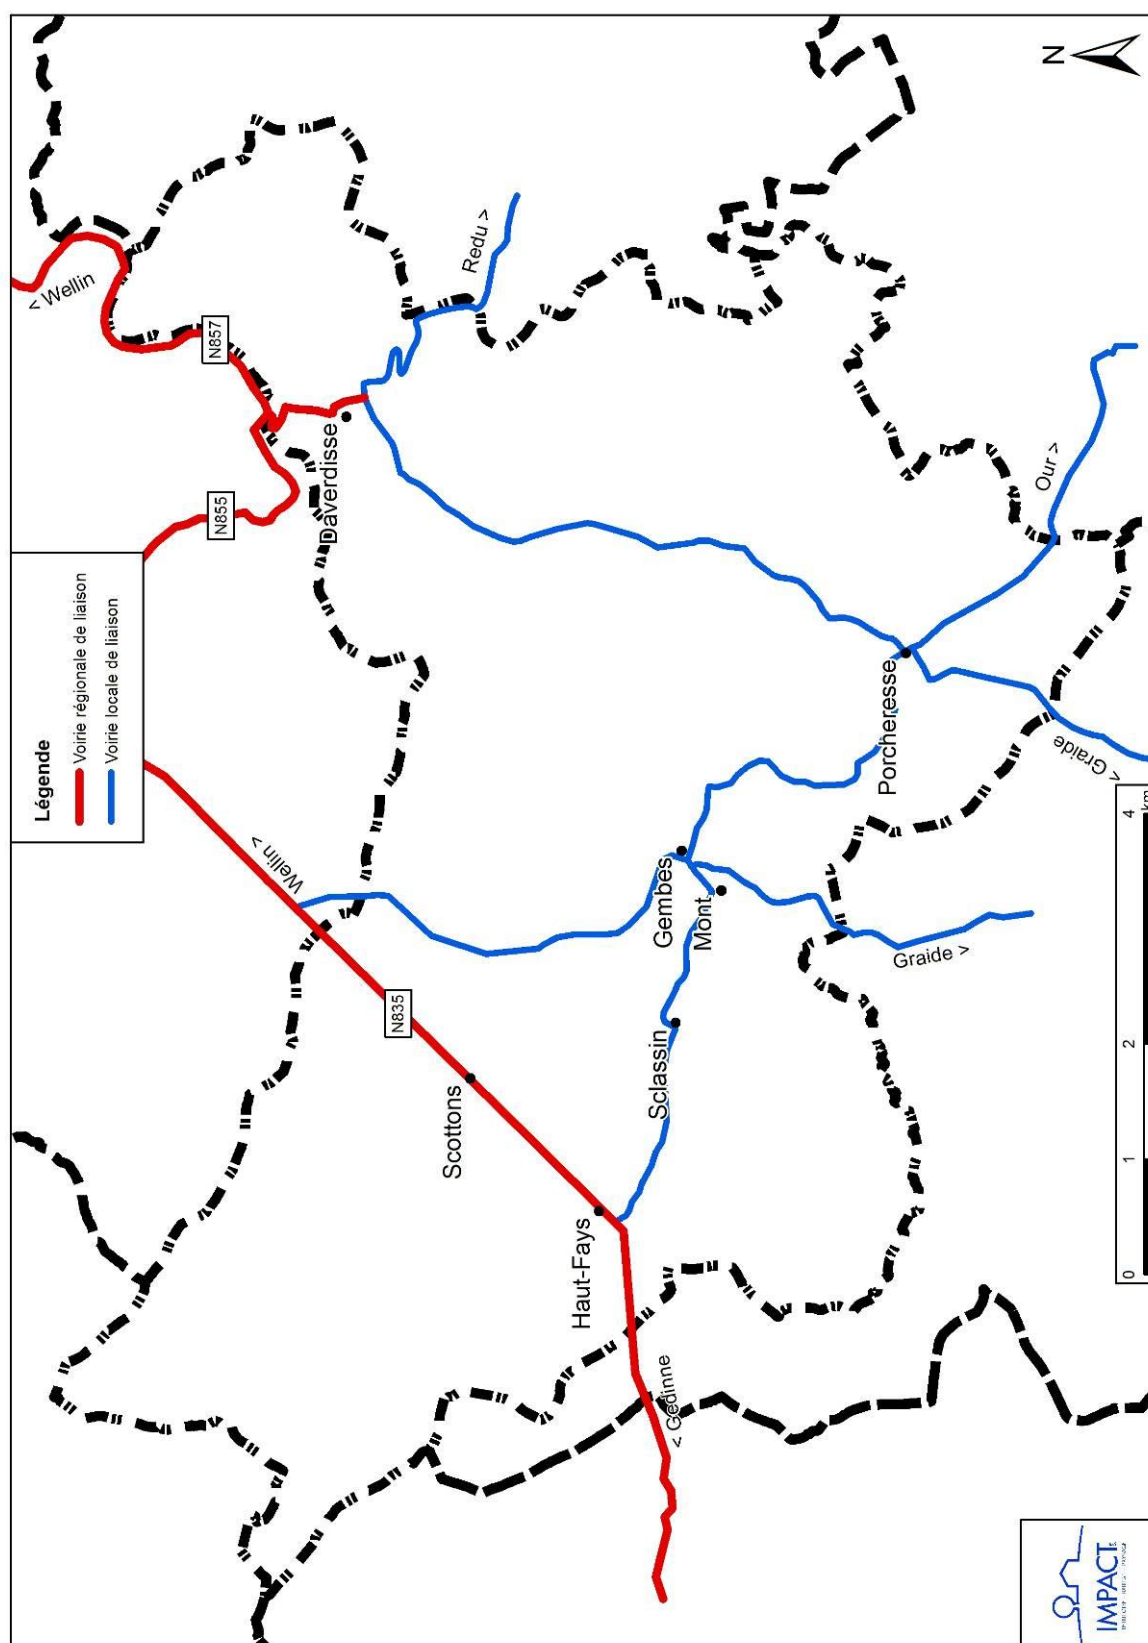 Légende
Voirie régionale de liaison
Voirie locale de liaison
N
< Wellin
N857
N855
Redu >
Daverdisse
Wellin >
N835
Scottons
Haut-Fays
< Gedinne
Sclassin
Gembes
Mont
Graide >
Porcheresse
Our >
< Graide
0 1 2 4
km
IMPACT